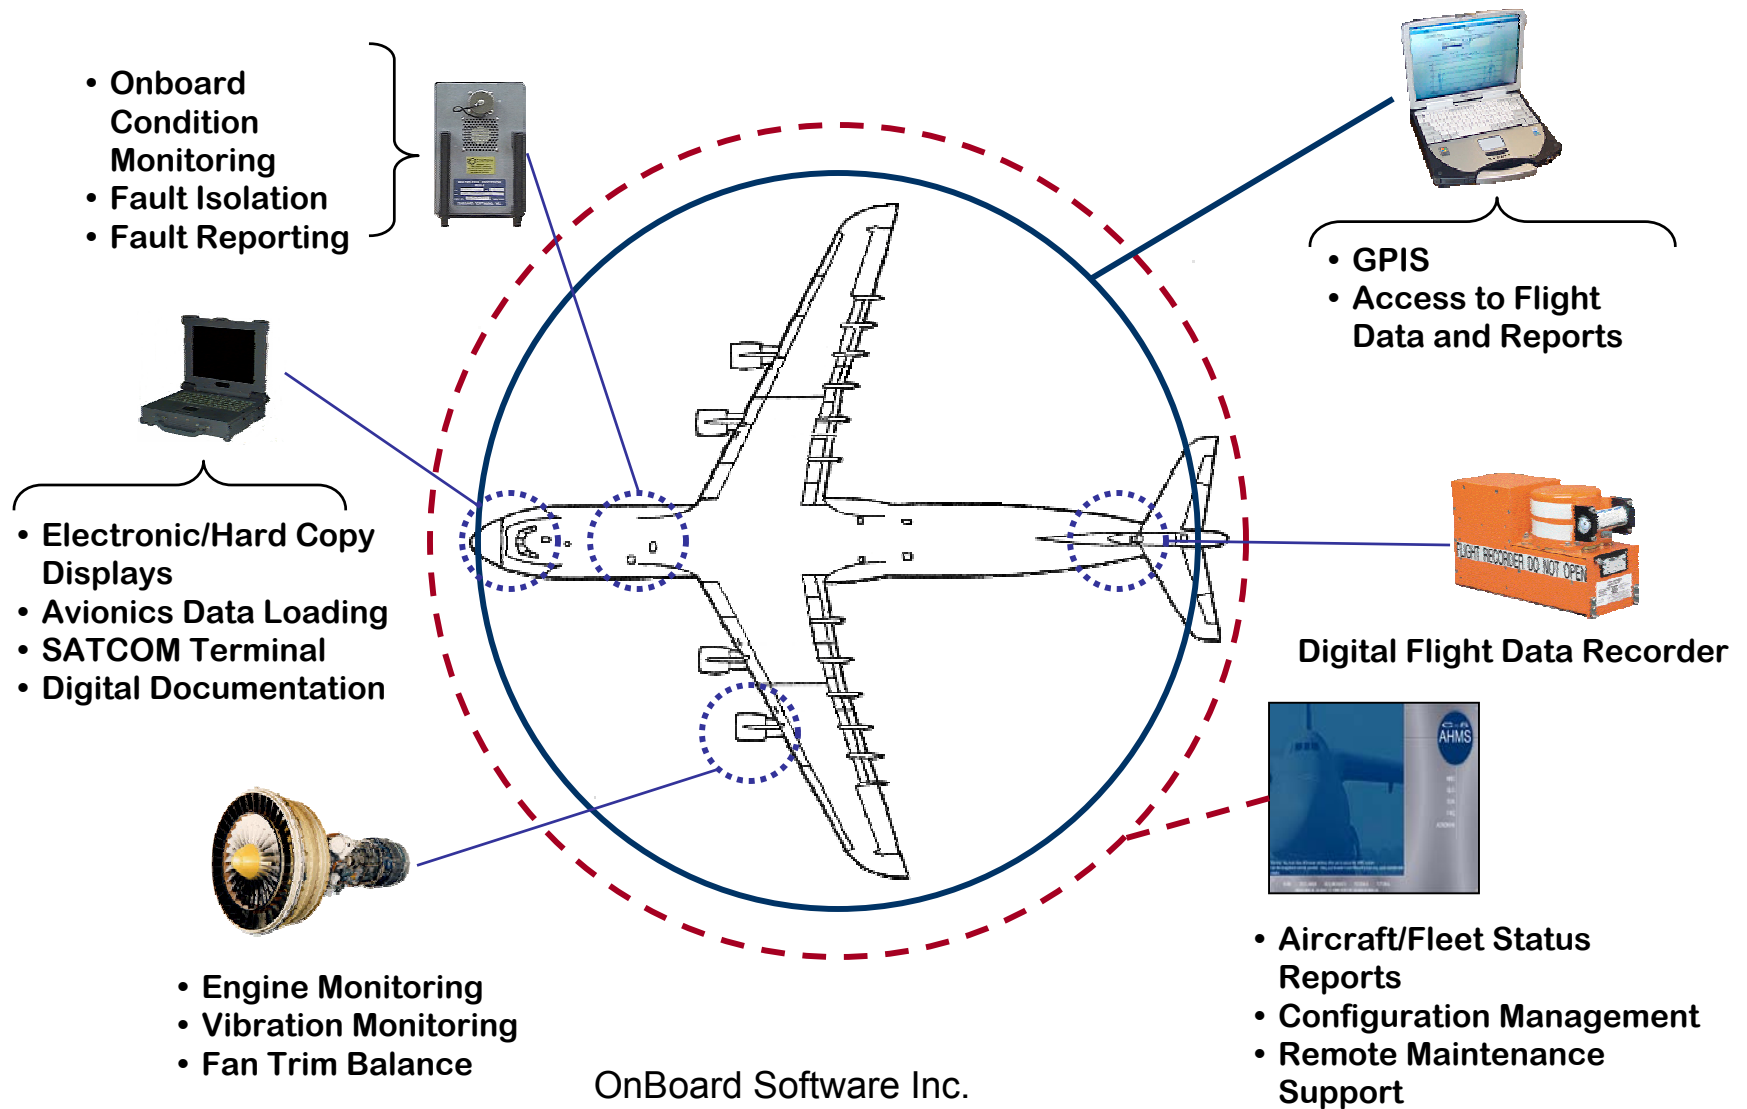 • Onboard
Condition
Monitoring
• Fault Isolation
• Fault Reporting
• GPIS
• Access to Flight
Data and Reports
• Electronic/Hard Copy
Displays
• Avionics Data Loading
• SATCOM Terminal
• Digital Documentation
FLIGHT RECORDER DO NOT OPEN
Digital Flight Data Recorder
C-5
AHMS
• Engine Monitoring
• Vibration Monitoring
• Fan Trim Balance
• Aircraft/Fleet Status
Reports
• Configuration Management
• Remote Maintenance
Support
OnBoard Software Inc.